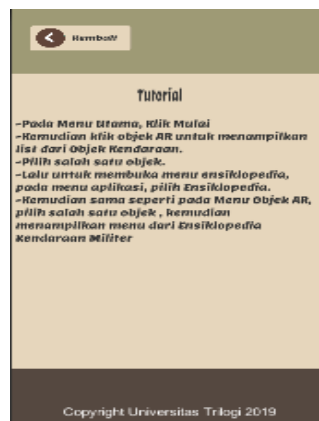 Kembali
Tutorial
-Pada Menu Utama, Klik Mulai
-Kemudian klik objek AR untuk menampilkan
list dari Objek Kendaraan.
-Pilih salah satu objek.
-Lalu untuk membuka menu ensiklopedia,
pada menu aplikasi, pilih Ensiklopedia.
-Kemudian sama seperti pada Menu Objek AR,
pilih salah satu objek , kemudian
menampilkan menu dari Ensiklopedia
Kendaraan Militer
Copyright Universitas Trilogi 2019